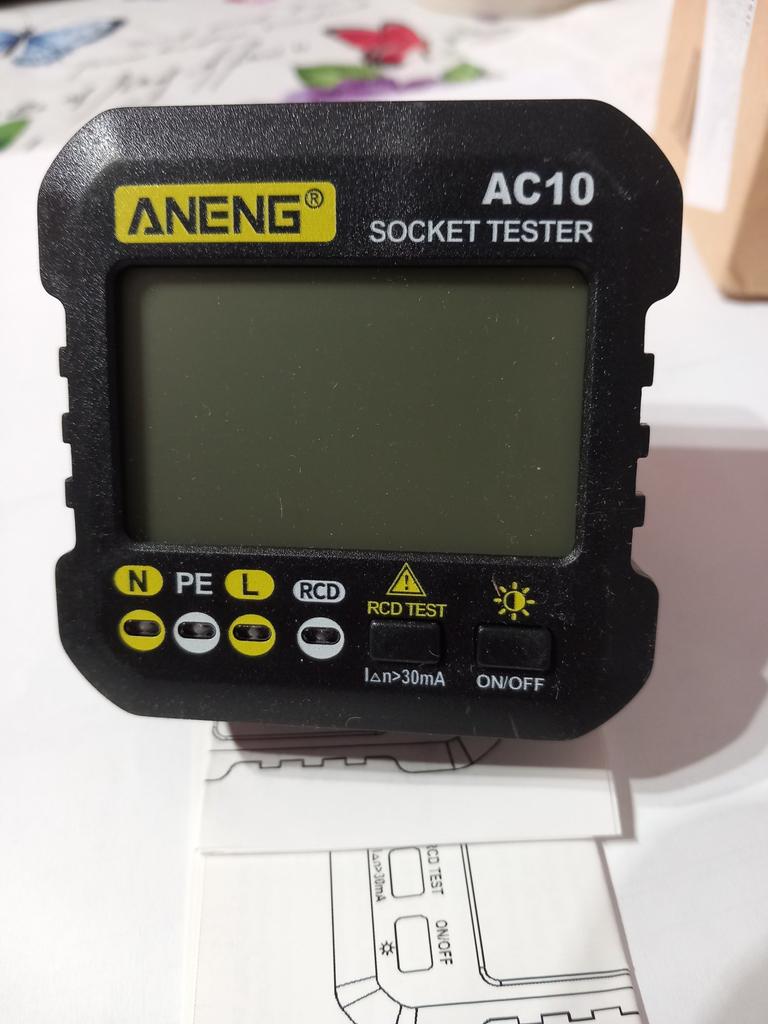 ANENG®
AC10
SOCKET TESTER
N PE L RCD
RCD TEST
I△n>30mA
ON/OFF
RCD TEST
I△n>30mA
ON/OFF